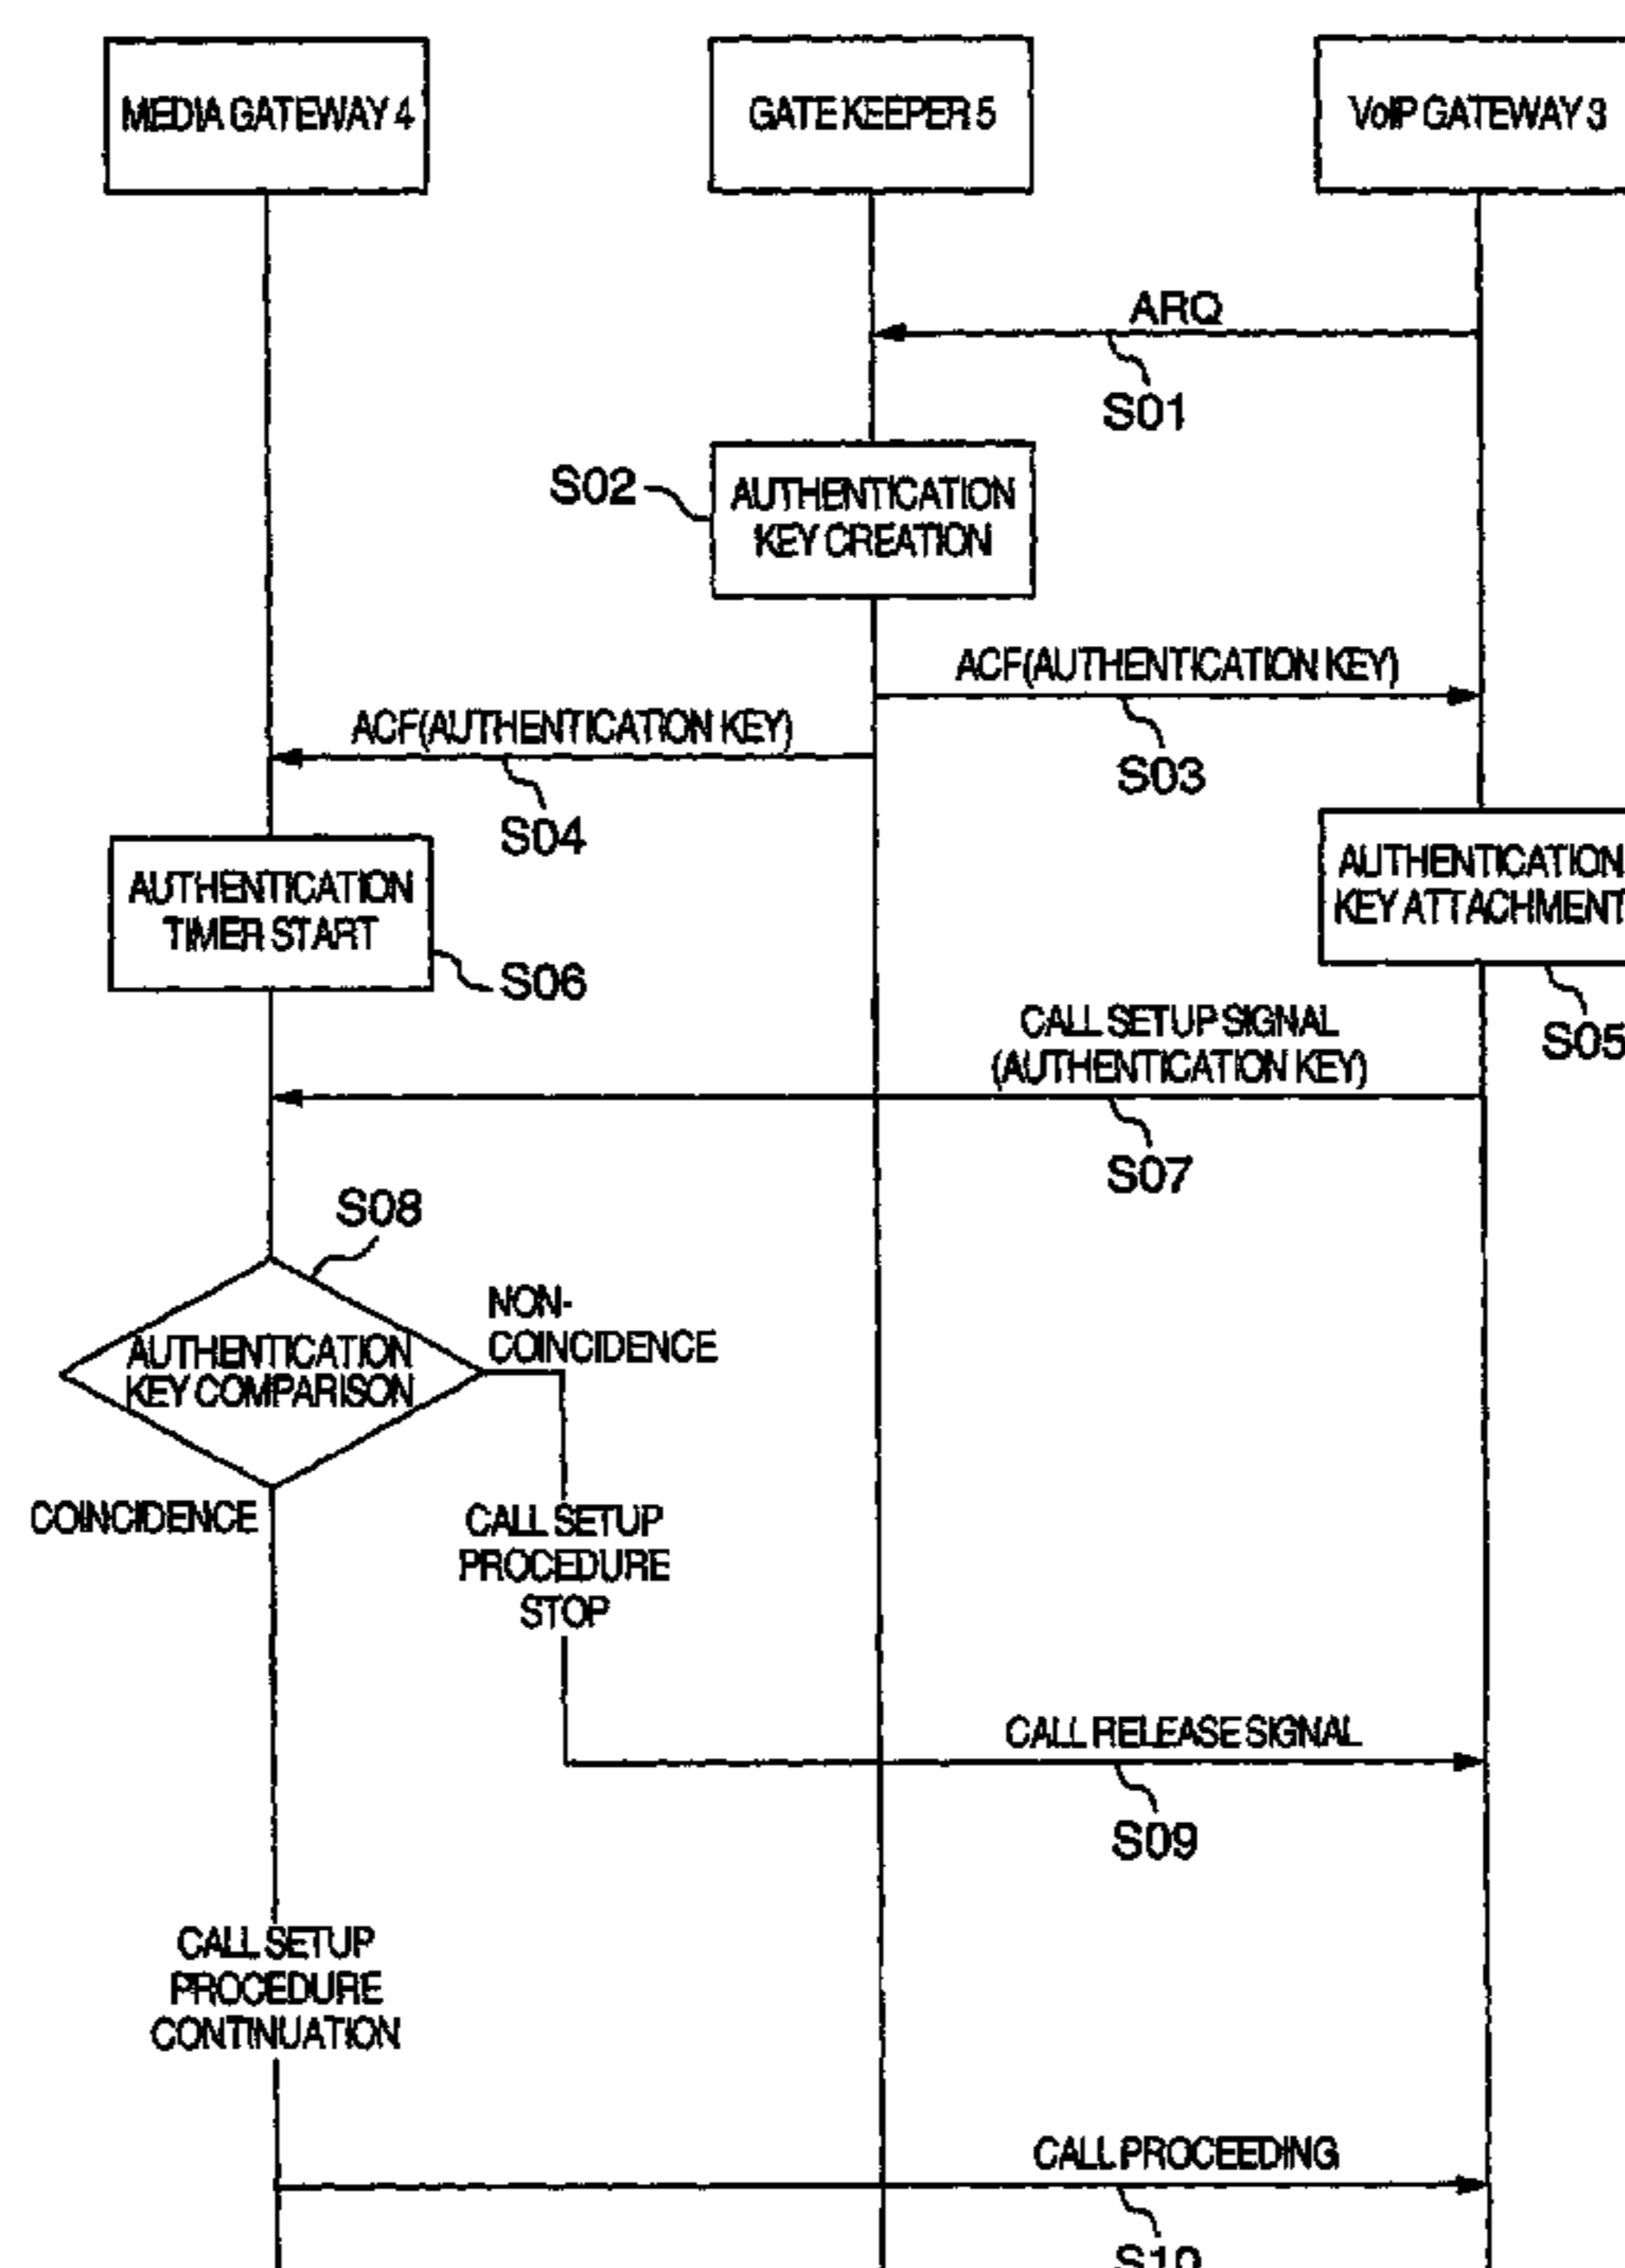 MEDIA GATEWAY 4
GATE KEEPER 5
VoIP GATEWAY 3
ARQ
S01
S02
AUTHENTICATION
KEY CREATION
ACF(AUTHENTICATION KEY)
S03
ACF(AUTHENTICATION KEY)
S04
AUTHENTICATION
TIMER START
S06
AUTHENTICATION
KEY ATTACHMENT
S05
CALL SETUP SIGNAL
(AUTHENTICATION KEY)
S07
S08
AUTHENTICATION
KEY COMPARISON
NON-
COINCIDENCE
COINCIDENCE
CALL SETUP
PROCEDURE
STOP
CALL RELEASE SIGNAL
S09
CALL SETUP
PROCEDURE
CONTINUATION
CALL PROCEEDING
S10